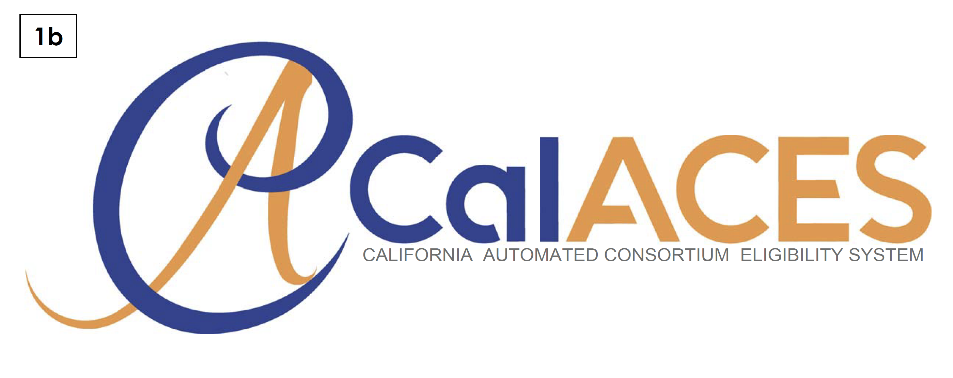 1b
CalACES
CALIFORNIA AUTOMATED CONSORTIUM ELIGIBILITY SYSTEM